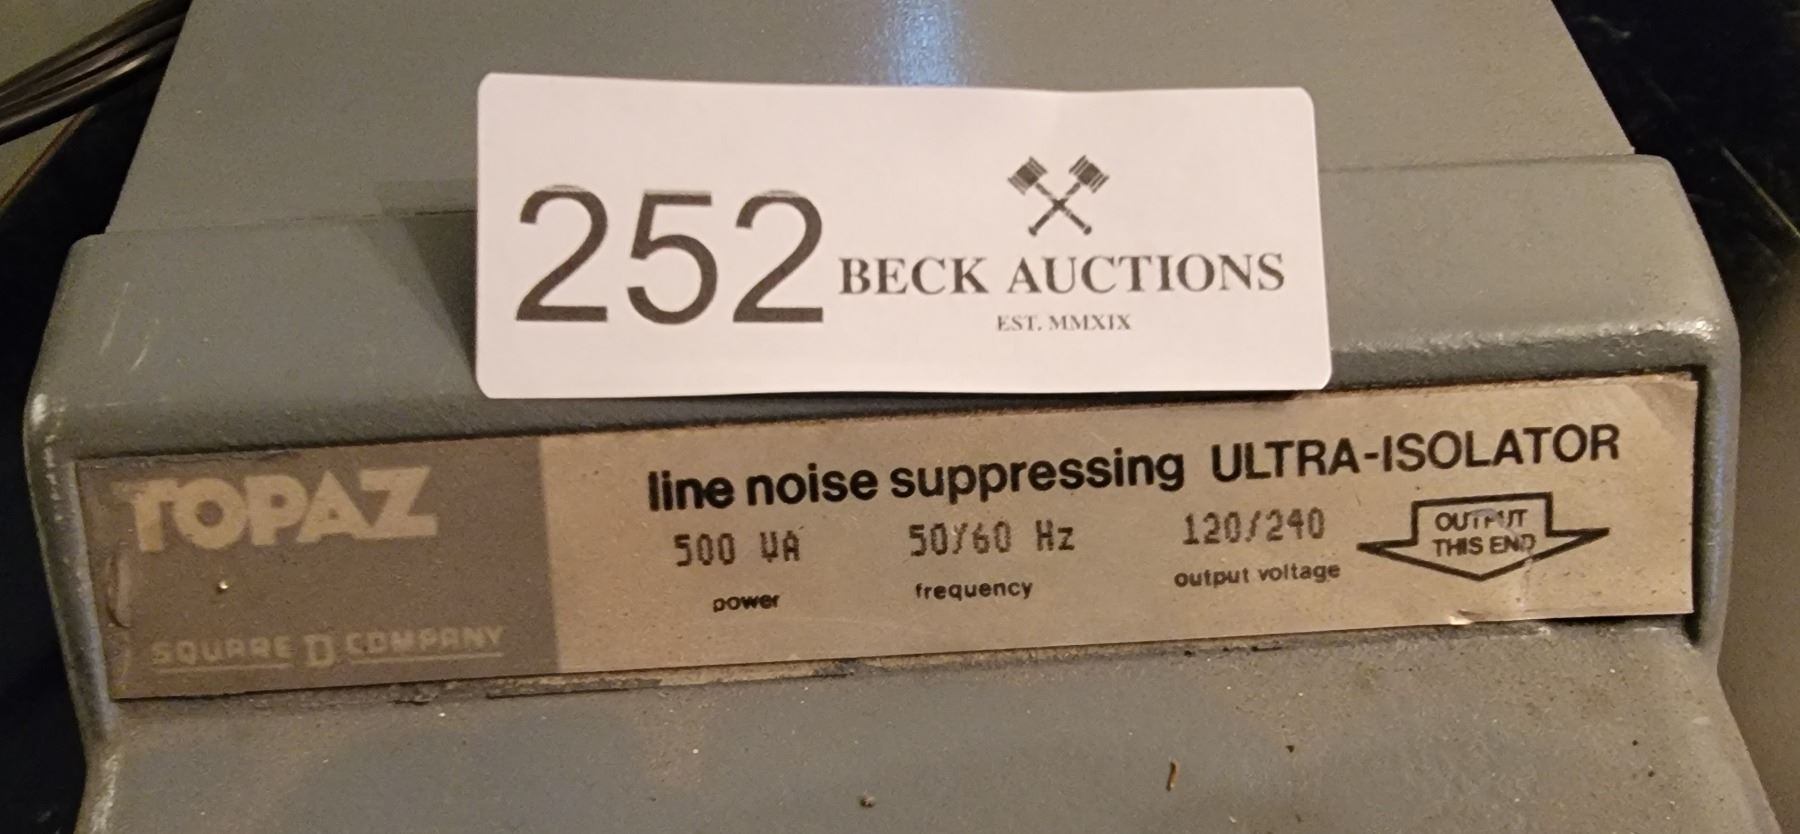 252
BECK AUCTIONS
EST. MMXIX
TOPAZ
SQUARE D COMPANY
line noise suppressing ULTRA-ISOLATOR
500 VA
power
50/60 Hz
frequency
120/240
output voltage
OUTPUT
THIS END